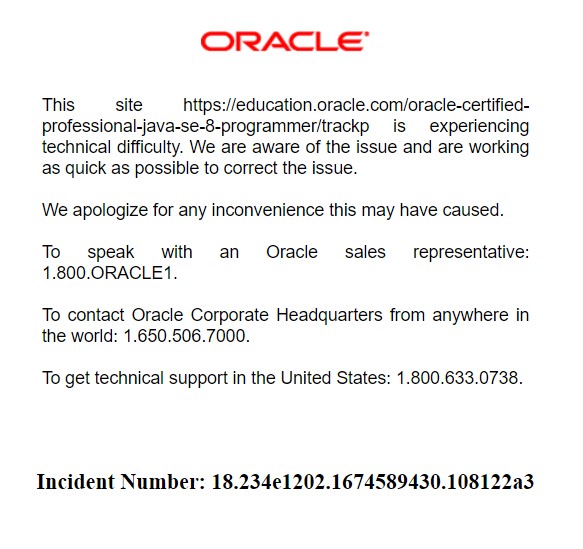 ORACLE
This site https://education.oracle.com/oracle-certified-
professional-java-se-8-programmer/trackp is experiencing
technical difficulty. We are aware of the issue and are working
as quick as possible to correct the issue.
We apologize for any inconvenience this may have caused.
To speak with an Oracle sales representative:
1.800.ORACLE1.
To contact Oracle Corporate Headquarters from anywhere in
the world: 1.650.506.7000.
To get technical support in the United States: 1.800.633.0738.
Incident Number: 18.234e1202.1674589430.108122a3